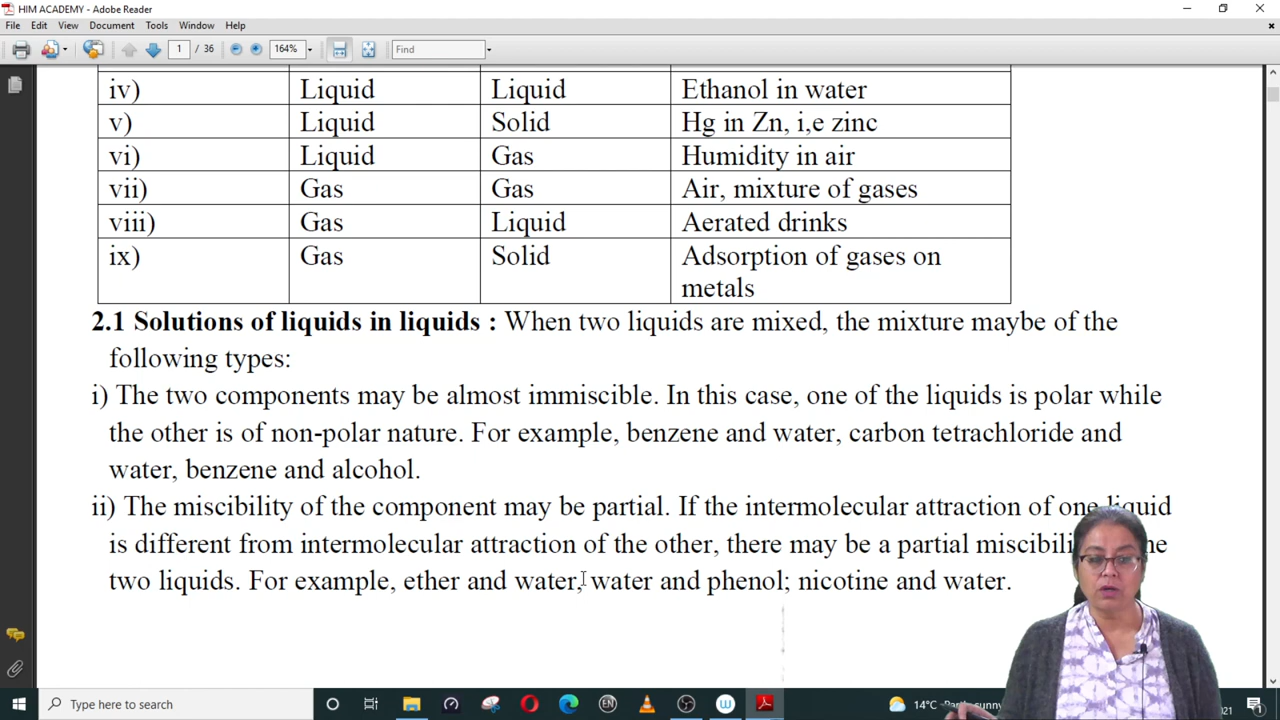 HIM ACADEMY - Adobe Reader
File Edit View Document Tools Window Help
1 / 36 164% Find
iv) Liquid Liquid Ethanol in water
v) Liquid Solid Hg in Zn, i,e zinc
vi) Liquid Gas Humidity in air
vii) Gas Gas Air, mixture of gases
viii) Gas Liquid Aerated drinks
ix) Gas Solid Adsorption of gases on
metals
2.1 Solutions of liquids in liquids : When two liquids are mixed, the mixture maybe of the
following types:
i) The two components may be almost immiscible. In this case, one of the liquids is polar while
the other is of non-polar nature. For example, benzene and water, carbon tetrachloride and
water, benzene and alcohol.
ii) The miscibility of the component may be partial. If the intermolecular attraction of one liquid
is different from intermolecular attraction of the other, there may be a partial
two liquids. For example, ether and water, water and phenol; nicotine and water.
Type here to search EN W 14°C